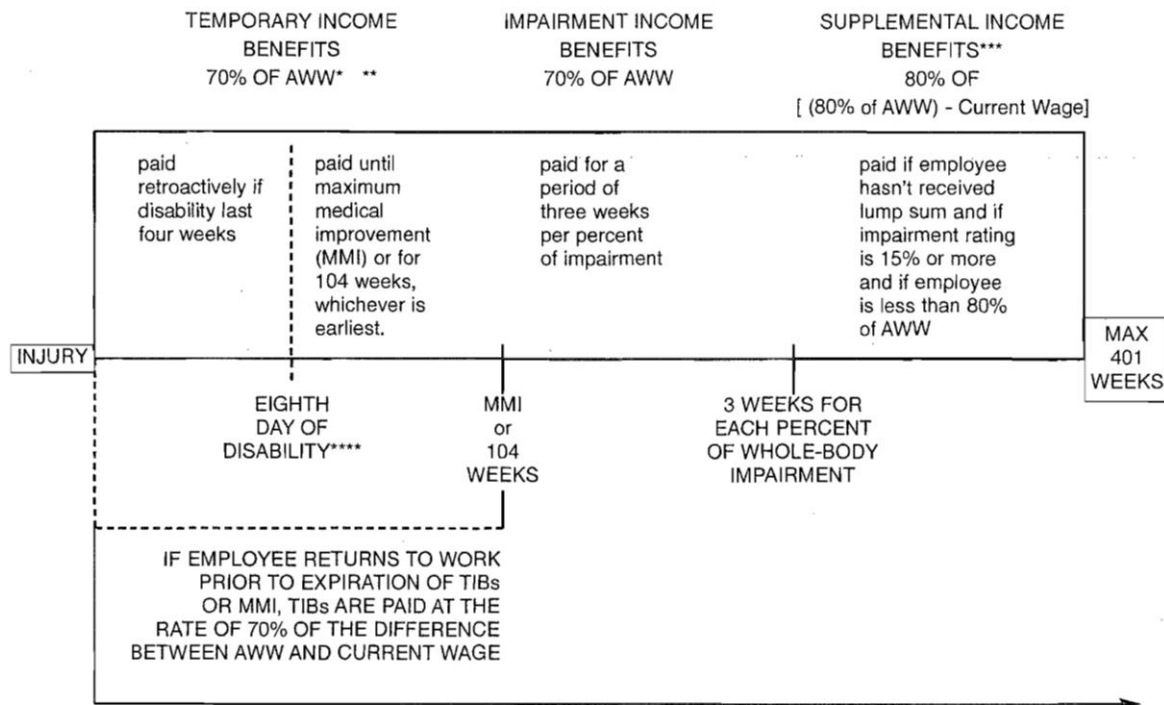 TEMPORARY INCOME
BENEFITS
70% OF AWW* **
IMPAIRMENT INCOME
BENEFITS
70% OF AWW
SUPPLEMENTAL INCOME
BENEFITS***
80% OF
[ (80% of AWW) - Current Wage]
paid
retroactively if
disability last
four weeks
paid until
maximum
medical
improvement
(MMI) or for
104 weeks,
whichever is
earliest.
paid for a
period of
three weeks
per percent
of impairment
paid if employee
hasn't received
lump sum and if
impairment rating
is 15% or more
and if employee
is less than 80%
of AWW
INJURY
MAX
401
WEEKS
EIGHTH
DAY OF
DISABILITY****
MMI
or
104
WEEKS
3 WEEKS FOR
EACH PERCENT
OF WHOLE-BODY
IMPAIRMENT
IF EMPLOYEE RETURNS TO WORK
PRIOR TO EXPIRATION OF TIBs
OR MMI, TIBs ARE PAID AT THE
RATE OF 70% OF THE DIFFERENCE
BETWEEN AWW AND CURRENT WAGE